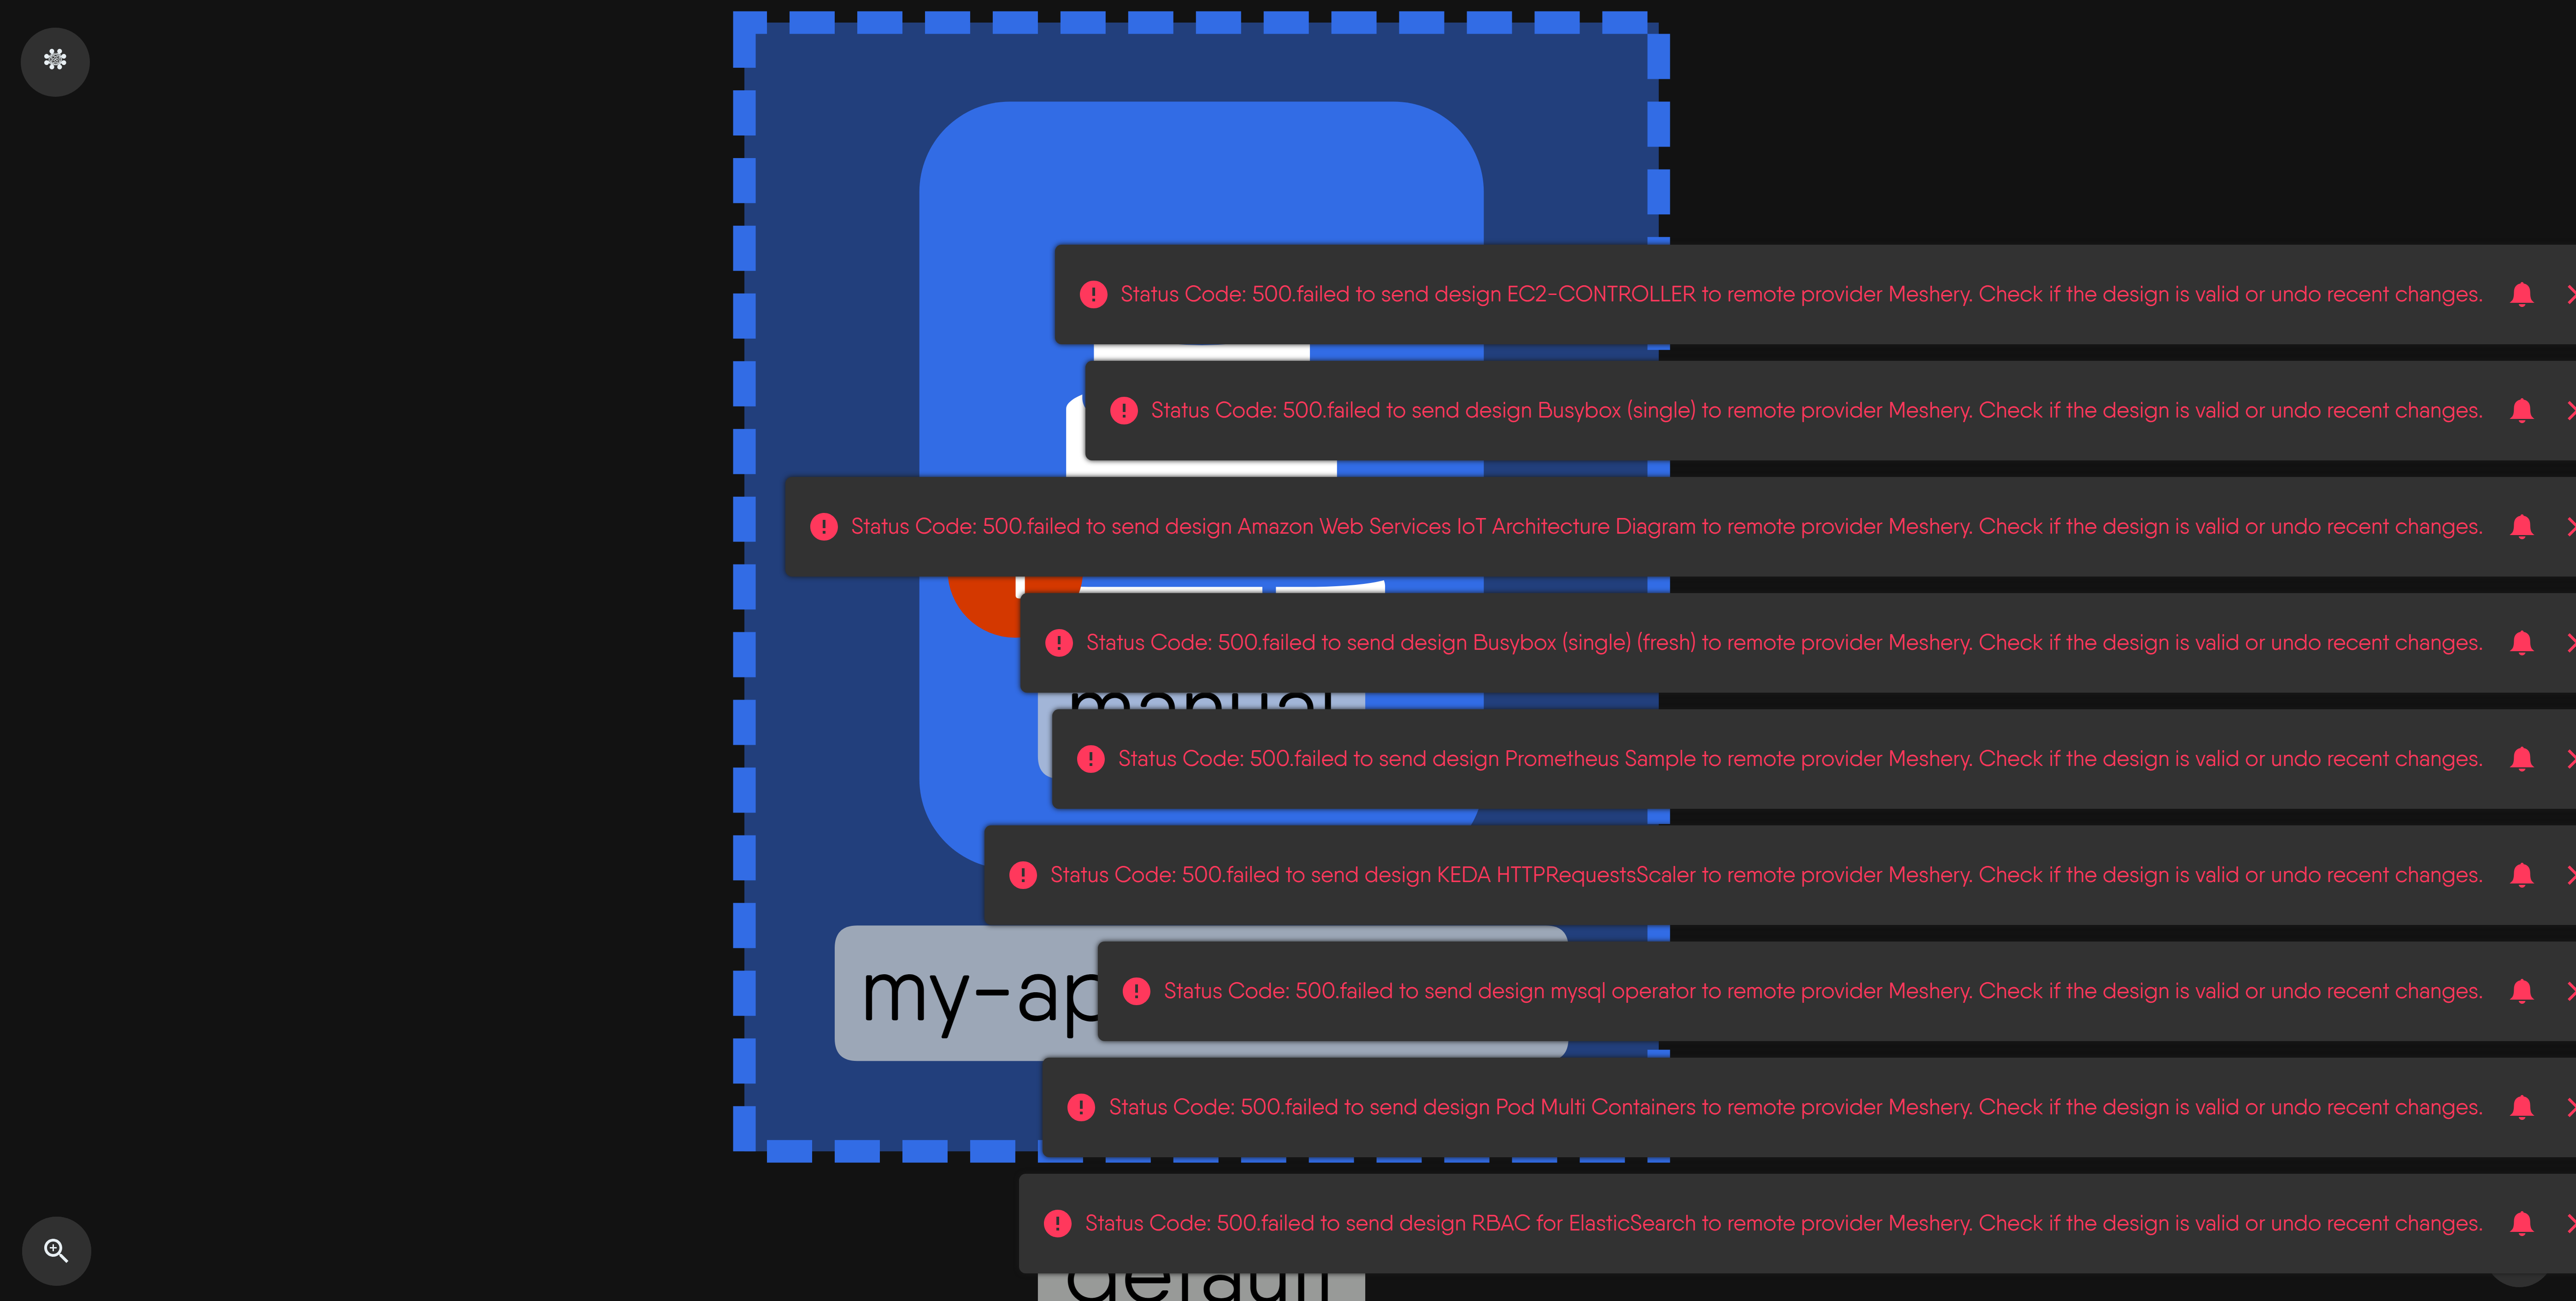 Status Code: 500.failed to send design EC2-CONTROLLER to remote provider Meshery. Check if the design is valid or undo recent changes.
Status Code: 500.failed to send design Busybox (single) to remote provider Meshery. Check if the design is valid or undo recent changes.
Status Code: 500.failed to send design Amazon Web Services IoT Architecture Diagram to remote provider Meshery. Check if the design is valid or undo recent changes.
Status Code: 500.failed to send design Busybox (single) (fresh) to remote provider Meshery. Check if the design is valid or undo recent changes.
manual
Status Code: 500.failed to send design Prometheus Sample to remote provider Meshery. Check if the design is valid or undo recent changes.
Status Code: 500.failed to send design KEDA HTTPRequestsScaler to remote provider Meshery. Check if the design is valid or undo recent changes.
my-ap
Status Code: 500.failed to send design mysql operator to remote provider Meshery. Check if the design is valid or undo recent changes.
Status Code: 500.failed to send design Pod Multi Containers to remote provider Meshery. Check if the design is valid or undo recent changes.
Status Code: 500.failed to send design RBAC for ElasticSearch to remote provider Meshery. Check if the design is valid or undo recent changes.
default